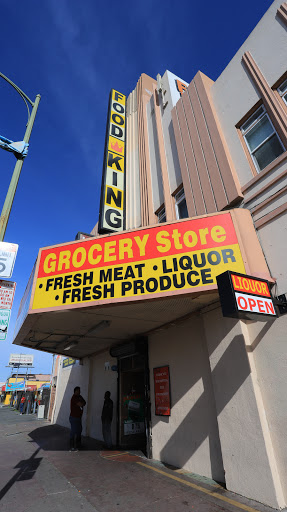 FOOD
KING
GROCERY Store
• FRESH MEAT • LIQUOR
• FRESH PRODUCE
LIQUOR
OPEN